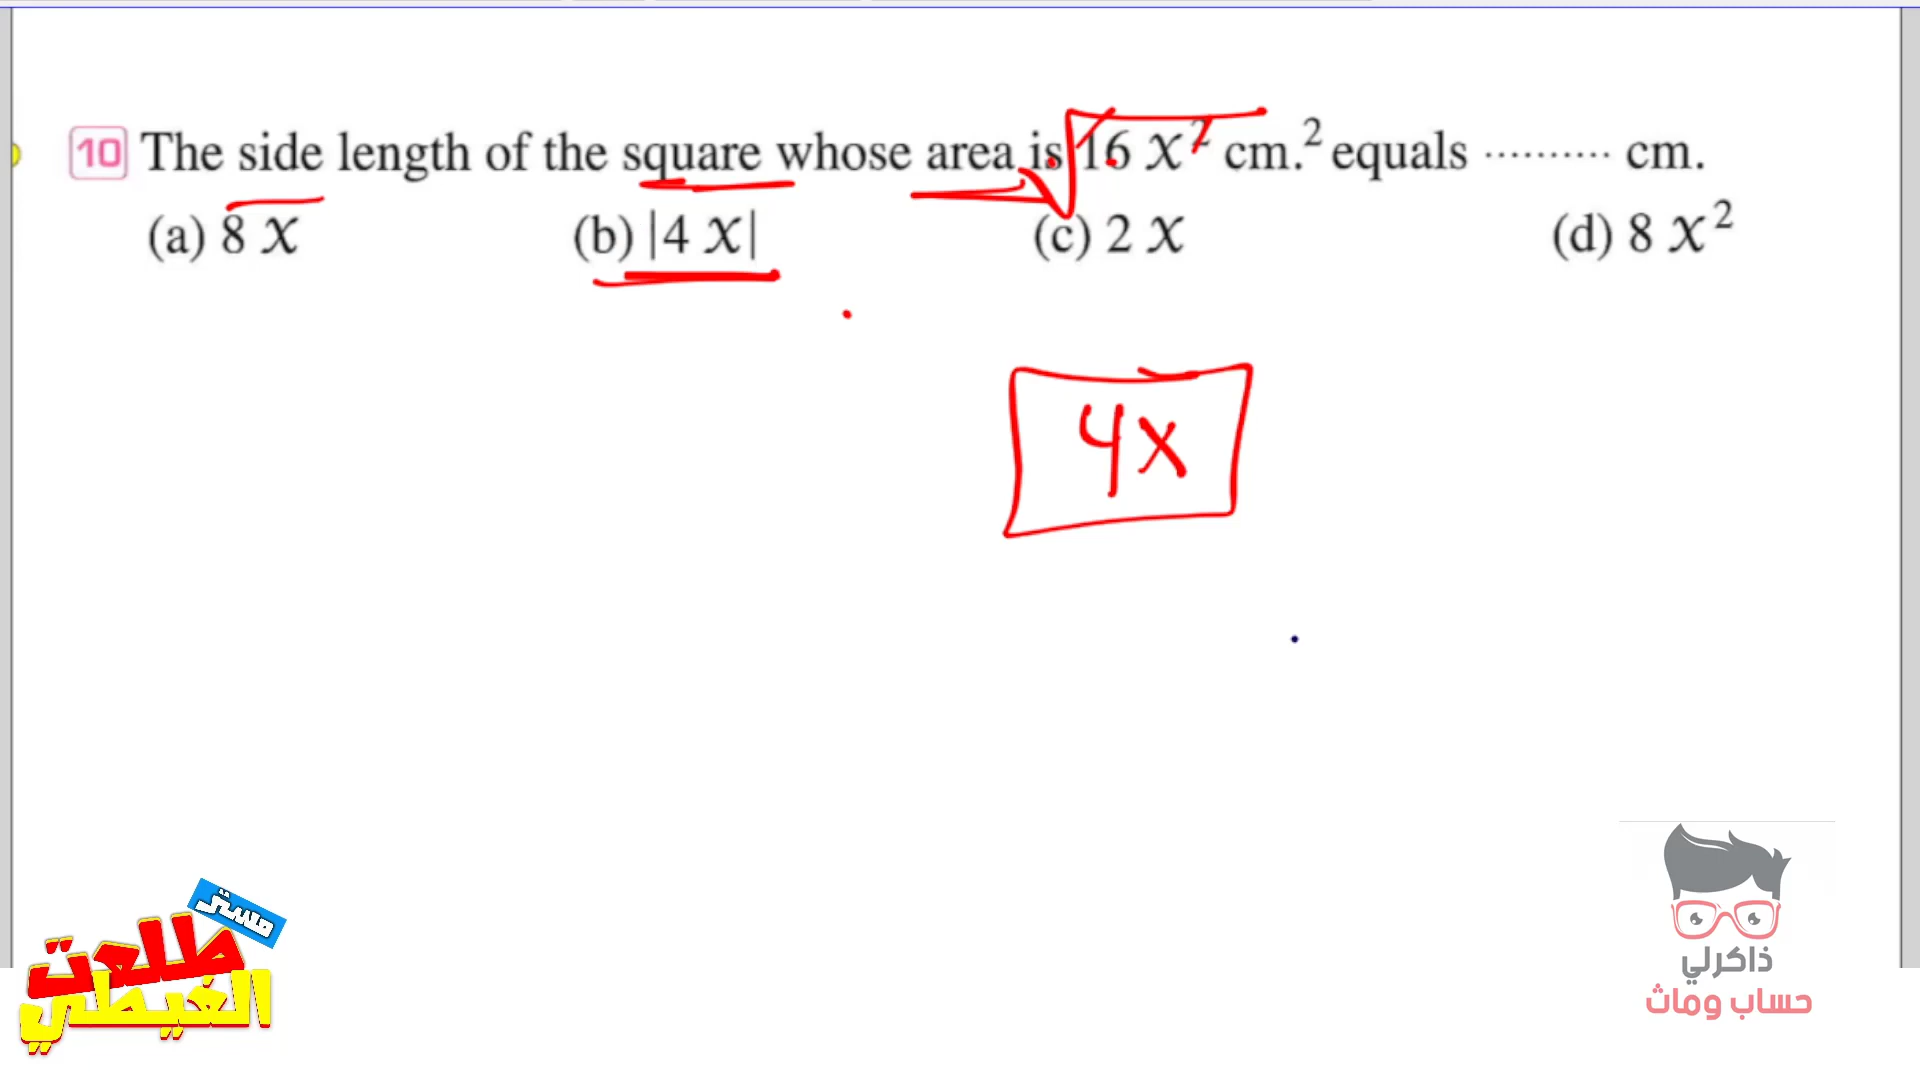 10 The side length of the square whose area is √16 X² cm.² equals .......... cm.
(a) 8 X (b) |4 X| (c) 2 X (d) 8 X²
4x
مستر
طلعت
الغيطي
ذاكرلي
حساب وماث